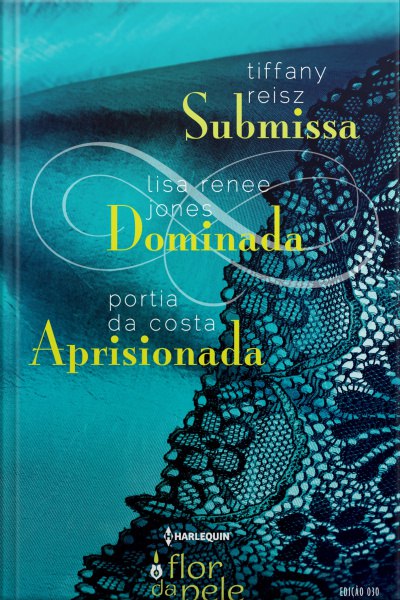 tiffany
reisz
Submissa
lisa renee
jones
Dominada
portia
da costa
Aprisionada
HARLEQUIN
flor
da pele
EDIÇÃO 030